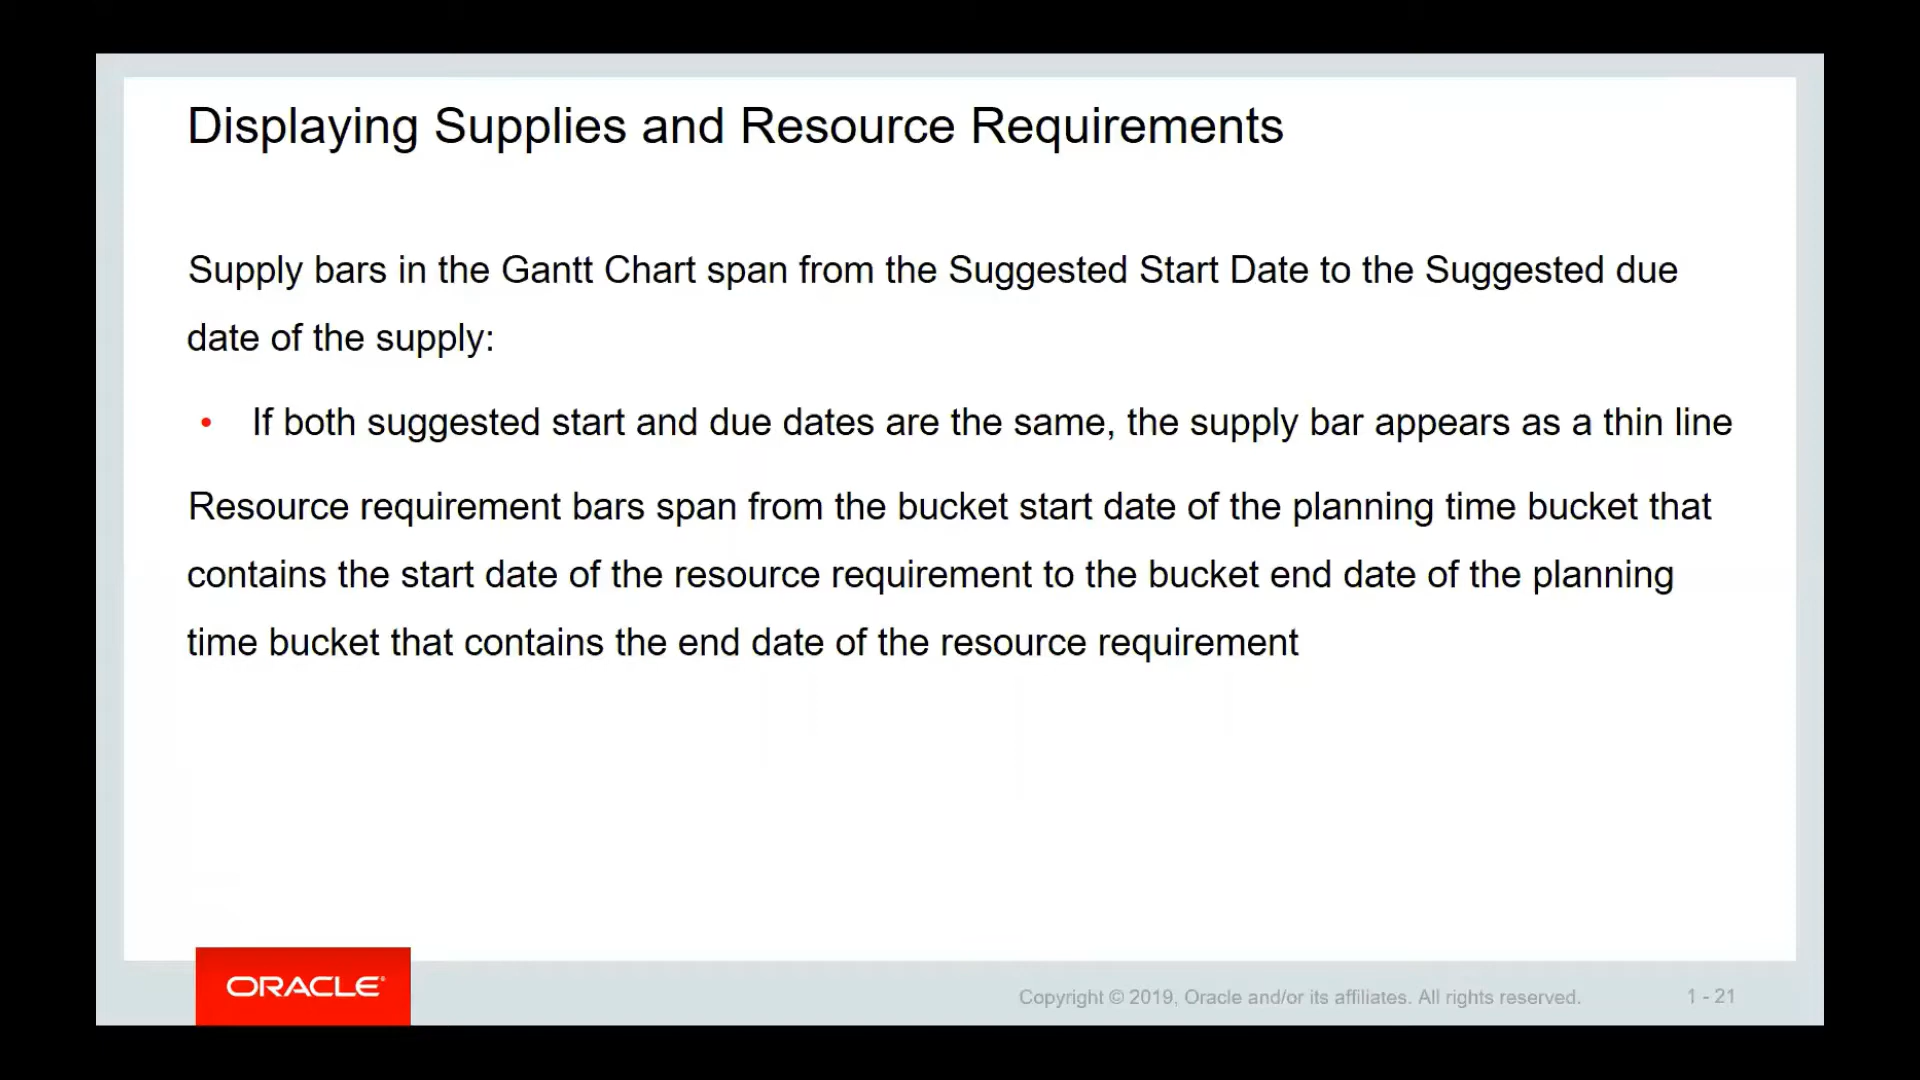 Displaying Supplies and Resource Requirements
Supply bars in the Gantt Chart span from the Suggested Start Date to the Suggested due
date of the supply:
• If both suggested start and due dates are the same, the supply bar appears as a thin line
Resource requirement bars span from the bucket start date of the planning time bucket that
contains the start date of the resource requirement to the bucket end date of the planning
time bucket that contains the end date of the resource requirement
ORACLE®
Copyright © 2019, Oracle and/or its affiliates. All rights reserved.
1 - 21